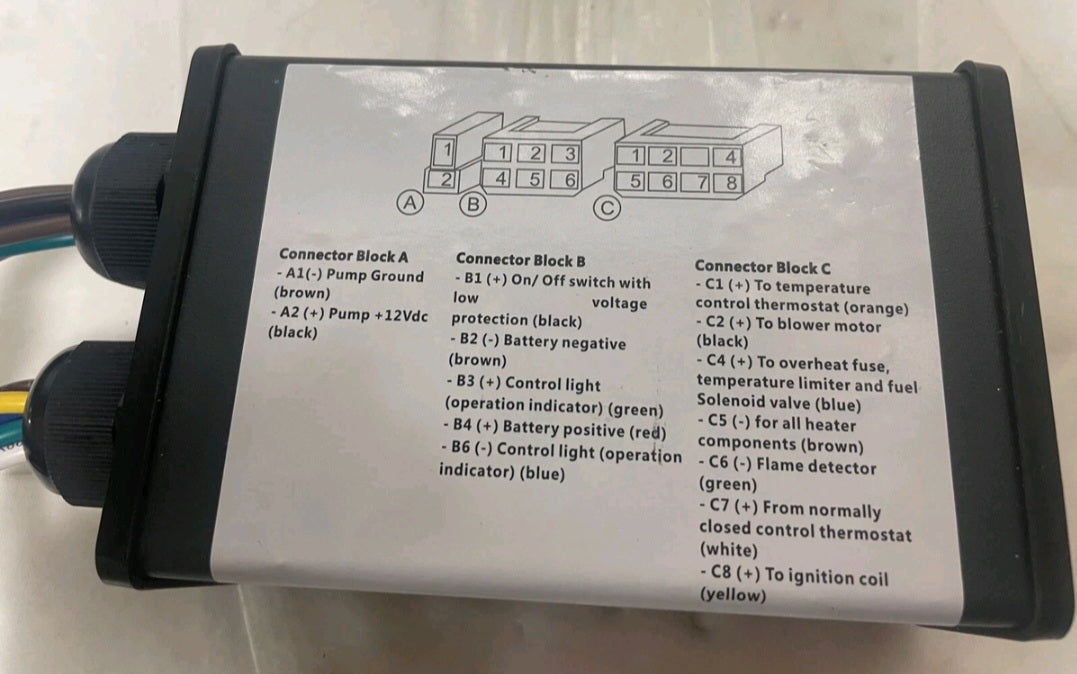 1
2
1 2 3
4 5 6
1 2 4
5 6 7 8
A
B
C
Connector Block A
- A1(-) Pump Ground
(brown)
- A2 (+) Pump +12Vdc
(black)
Connector Block B
- B1 (+) On/ Off switch with
low voltage
protection (black)
- B2 (-) Battery negative
(brown)
- B3 (+) Control light
(operation indicator) (green)
- B4 (+) Battery positive (red)
- B6 (-) Control light (operation
indicator) (blue)
Connector Block C
- C1 (+) To temperature
control thermostat (orange)
- C2 (+) To blower motor
(black)
- C4 (+) To overheat fuse,
temperature limiter and fuel
Solenoid valve (blue)
- C5 (-) for all heater
components (brown)
- C6 (-) Flame detector
(green)
- C7 (+) From normally
closed control thermostat
(white)
- C8 (+) To ignition coil
(yellow)